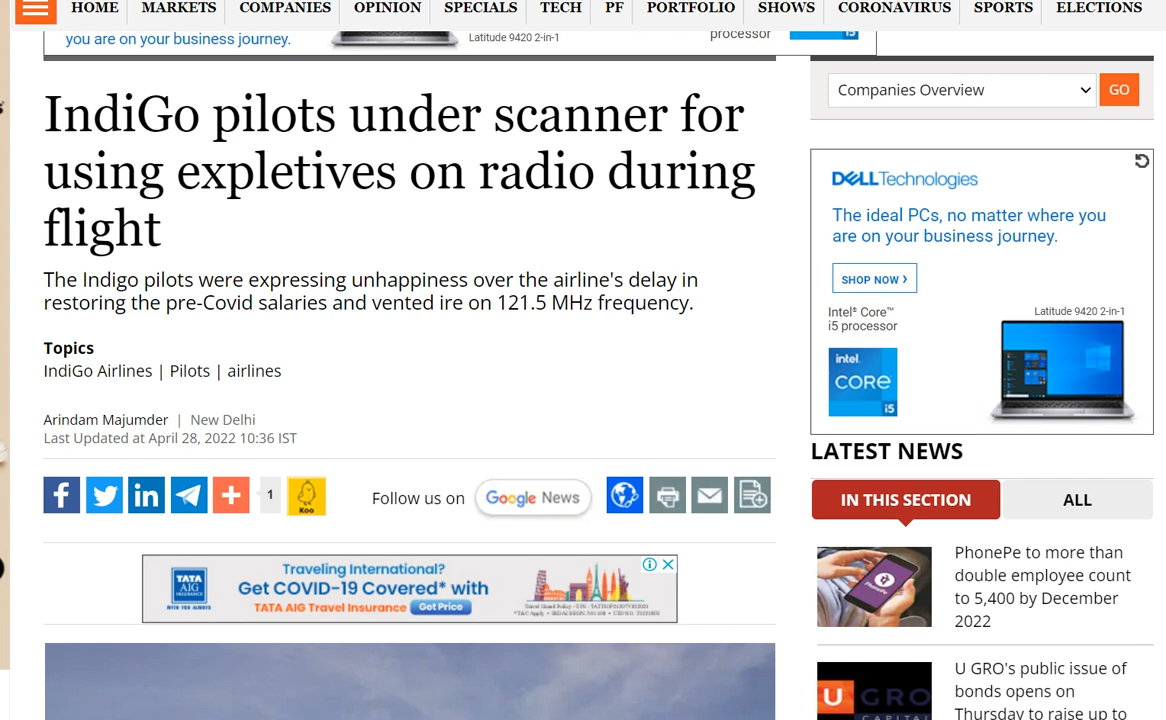 HOME MARKETS COMPANIES OPINION SPECIALS TECH PF PORTFOLIO SHOWS CORONAVIRUS SPORTS ELECTIONS
you are on your business journey.
Latitude 9420 2-in-1
processor
i5
IndiGo pilots under scanner for
using expletives on radio during
flight
The Indigo pilots were expressing unhappiness over the airline's delay in
restoring the pre-Covid salaries and vented ire on 121.5 MHz frequency.
Topics
IndiGo Airlines | Pilots | airlines
Arindam Majumder | New Delhi
Last Updated at April 28, 2022 10:36 IST
1
Koo
Follow us on
Google News
Traveling International?
Get COVID-19 Covered* with
TATA AIG Travel Insurance Get Price
TATA
AIG
INSURANCE
WITH YOU ALWAYS
Companies Overview
GO
DELLTechnologies
The ideal PCs, no matter where you
are on your business journey.
SHOP NOW ›
Intel® Core™
i5 processor
Latitude 9420 2-in-1
intel.
CORE
i5
LATEST NEWS
IN THIS SECTION
ALL
PhonePe to more than
double employee count
to 5,400 by December
2022
U GRO
CAPITAL
U GRO's public issue of
bonds opens on
Thursday to raise up to